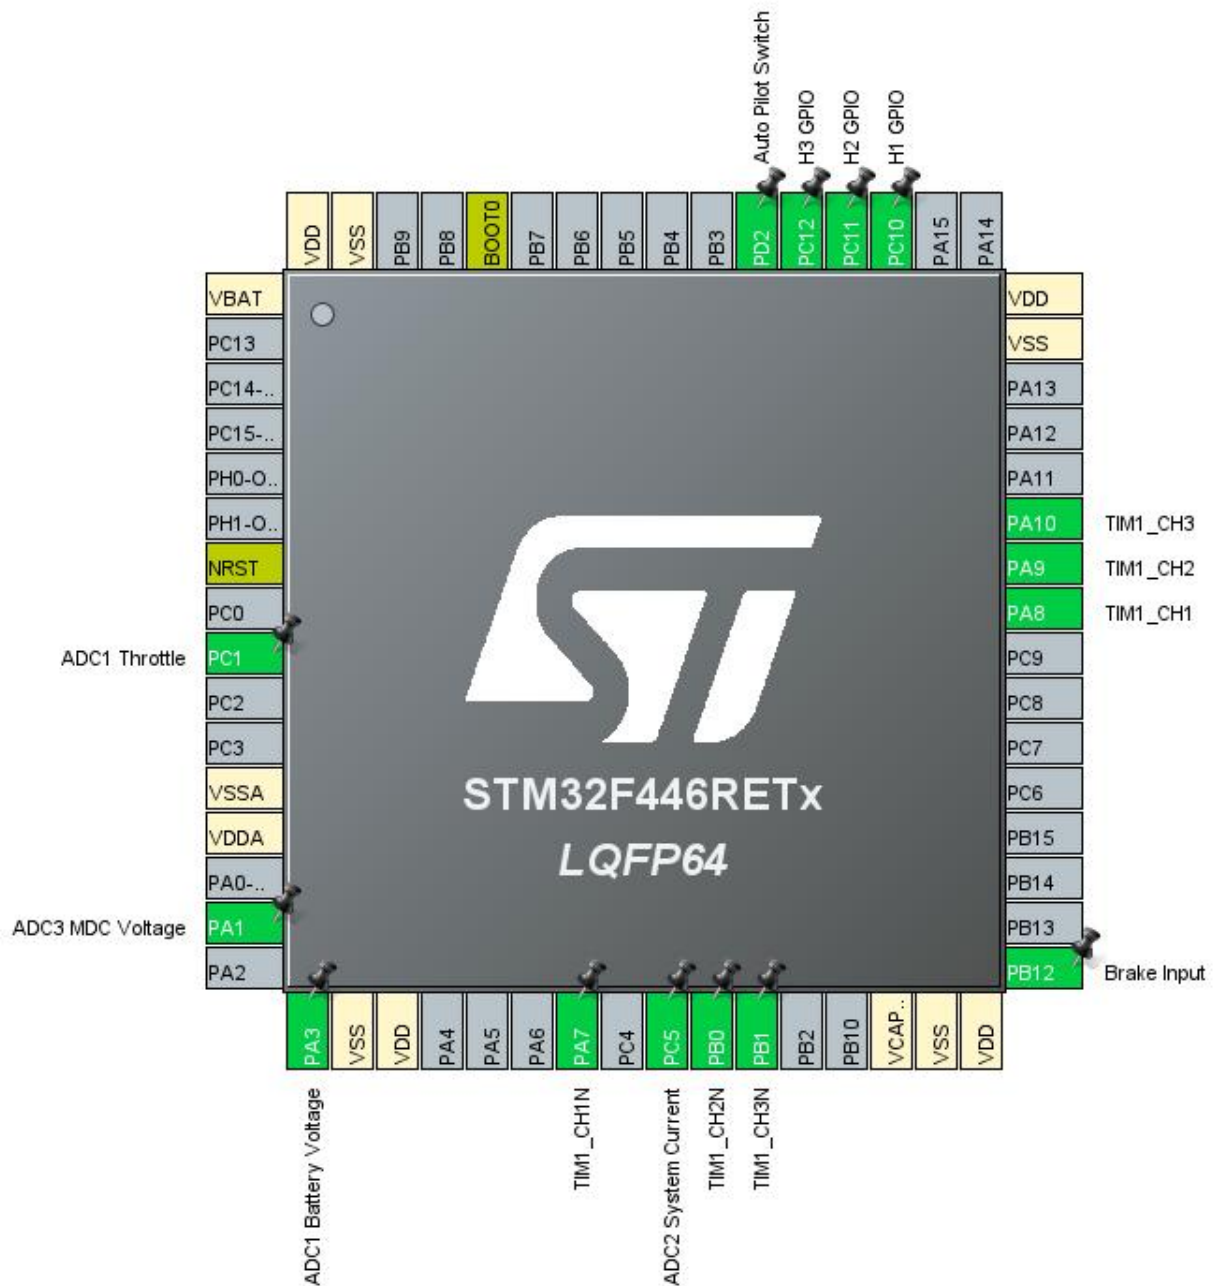 Auto Pilot Switch
H3 GPIO
H2 GPIO
H1 GPIO
VDD
VSS
PB9
PB8
BOOT0
PB7
PB6
PB5
PB4
PB3
PD2
PC12
PC11
PC10
PA15
PA14
VBAT
PC13
PC14-..
PC15-..
PH0-O..
PH1-O..
NRST
PC0
ADC1 Throttle
PC1
PC2
PC3
VSSA
VDDA
PA0-..
ADC3 MDC Voltage
PA1
PA2
ST
STM32F446RETx
LQFP64
VDD
VSS
PA13
PA12
PA11
PA10 TIM1_CH3
PA9 TIM1_CH2
PA8 TIM1_CH1
PC9
PC8
PC7
PC6
PB15
PB14
PB13
PB12 Brake Input
PA3
VSS
VDD
PA4
PA5
PA6
PA7
PC4
PC5
PB0
PB1
PB2
PB10
VCAP..
VSS
VDD
ADC1 Battery Voltage
TIM1_CH1N
ADC2 System Current
TIM1_CH2N
TIM1_CH3N